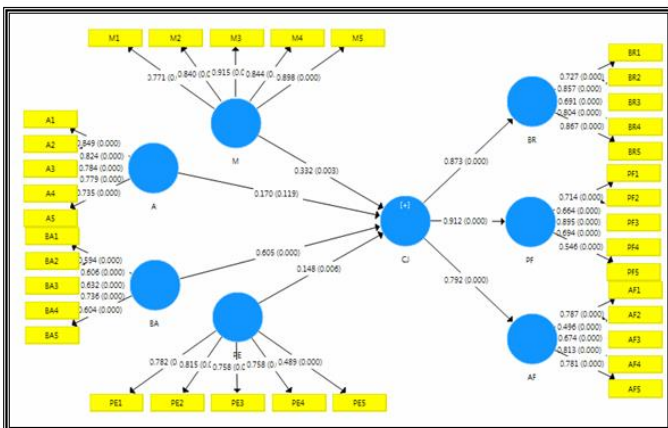 M1 M2 M3 M4 M5
0.771 (0. 0.840 (0.0 0.915 (0.0 0.844 (0. 0.898 (0.000)
M
A1
A2
A3
A4
A5
0.849 (0.000)
0.824 (0.000)
0.784 (0.000)
0.779 (0.000)
0.735 (0.000)
A
BA1
BA2
BA3
BA4
BA5
0.594 (0.000)
0.606 (0.000)
0.632 (0.000)
0.736 (0.000)
0.604 (0.000)
BA
PE
0.782 (0. 0.815 (0. 0.758 (0. 0.758 (0. 0.489 (0.000)
PE1 PE2 PE3 PE4 PE5
0.332 (0.003)
0.170 (0.119)
0.605 (0.000)
0.148 (0.006)
[+]
CJ
0.873 (0.000)
0.912 (0.000)
0.792 (0.000)
BR
0.727 (0.000)
0.857 (0.000)
0.691 (0.000)
0.804 (0.000)
0.867 (0.000)
BR1
BR2
BR3
BR4
BR5
PF
0.714 (0.000)
0.664 (0.000)
0.895 (0.000)
0.694 (0.000)
0.546 (0.000)
PF1
PF2
PF3
PF4
PF5
AF
0.787 (0.000)
0.496 (0.000)
0.674 (0.000)
0.813 (0.000)
0.781 (0.000)
AF1
AF2
AF3
AF4
AF5